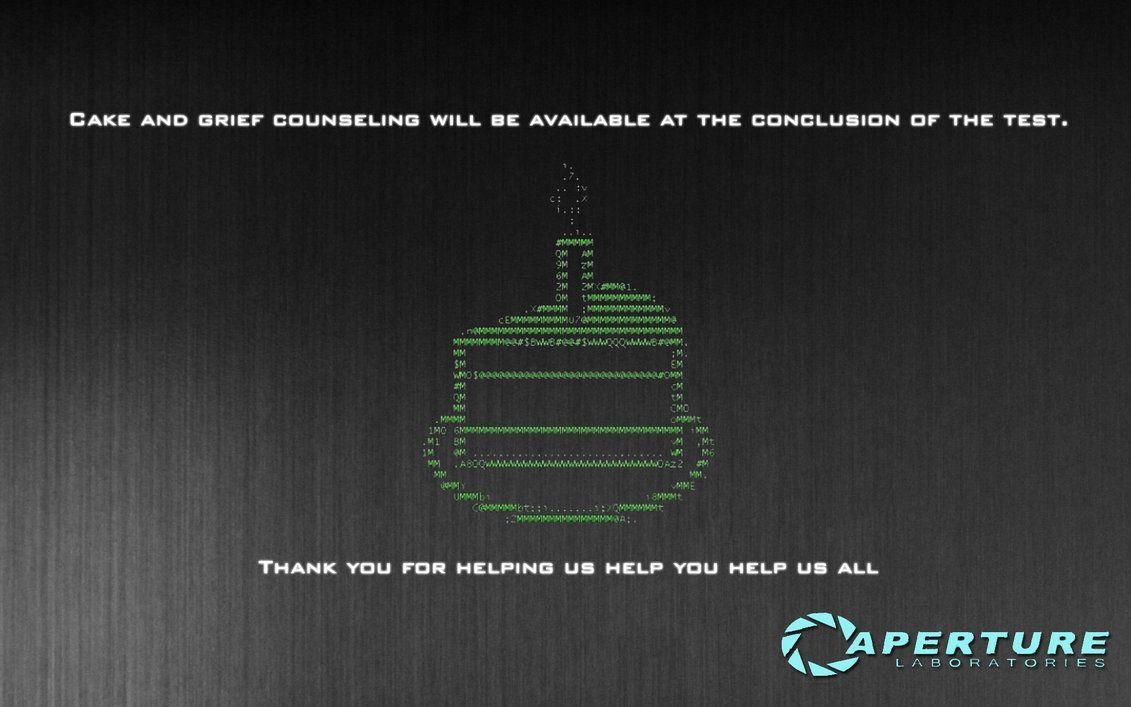 Cake and grief counseling will be available at the conclusion of the test.
Thank you for helping us help you help us all
APERTURE
LABORATORIES